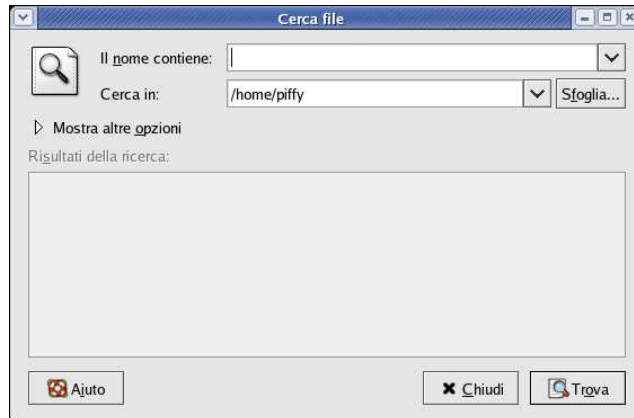 Cerca file
Il nome contiene:
Cerca in: /home/piffy Sfoglia...
Mostra altre opzioni
Risultati della ricerca:
Aiuto Chiudi Trova